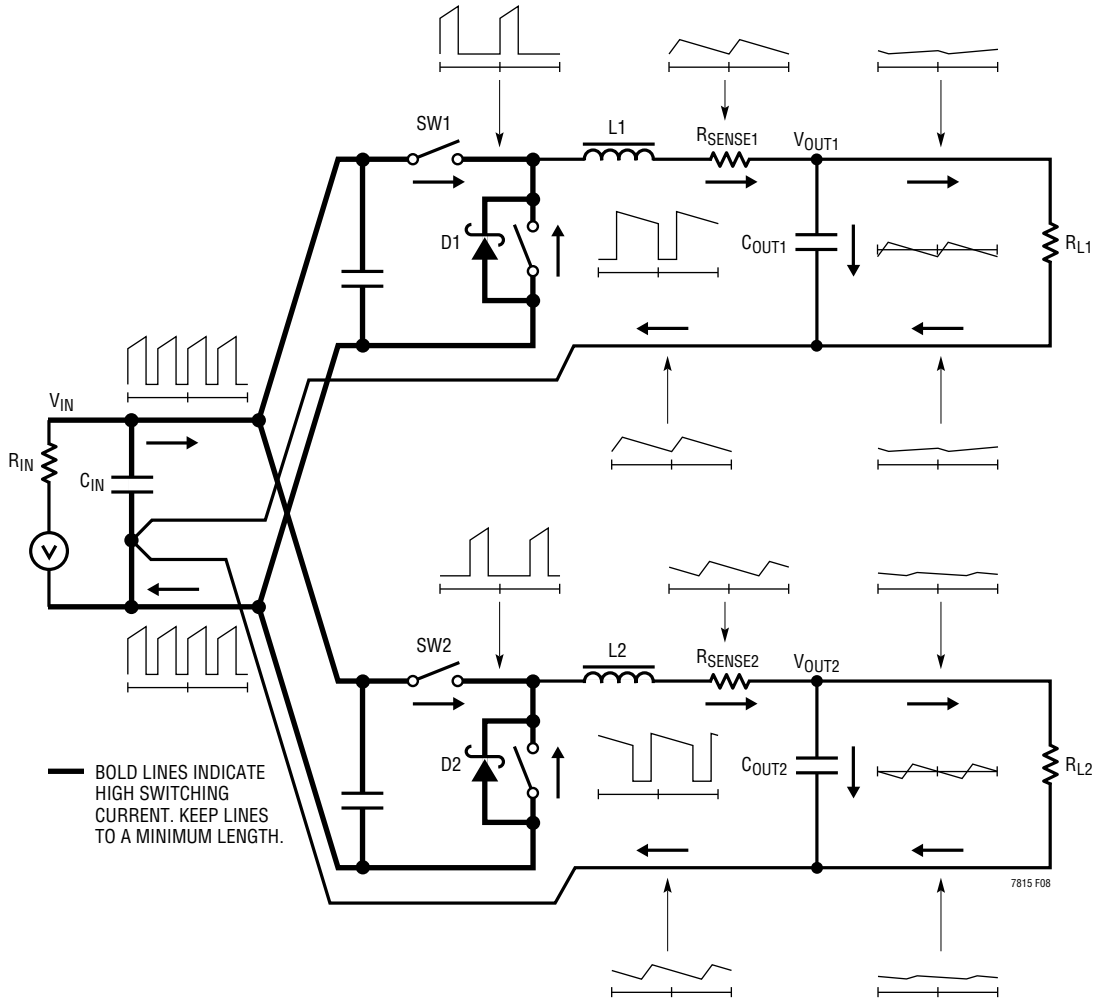 SW1
L1
RSENSE1
VOUT1
D1
COUT1
RL1
VIN
RIN
CIN
V
SW2
L2
RSENSE2
VOUT2
D2
COUT2
RL2
BOLD LINES INDICATE
HIGH SWITCHING
CURRENT. KEEP LINES
TO A MINIMUM LENGTH.
7815 F08